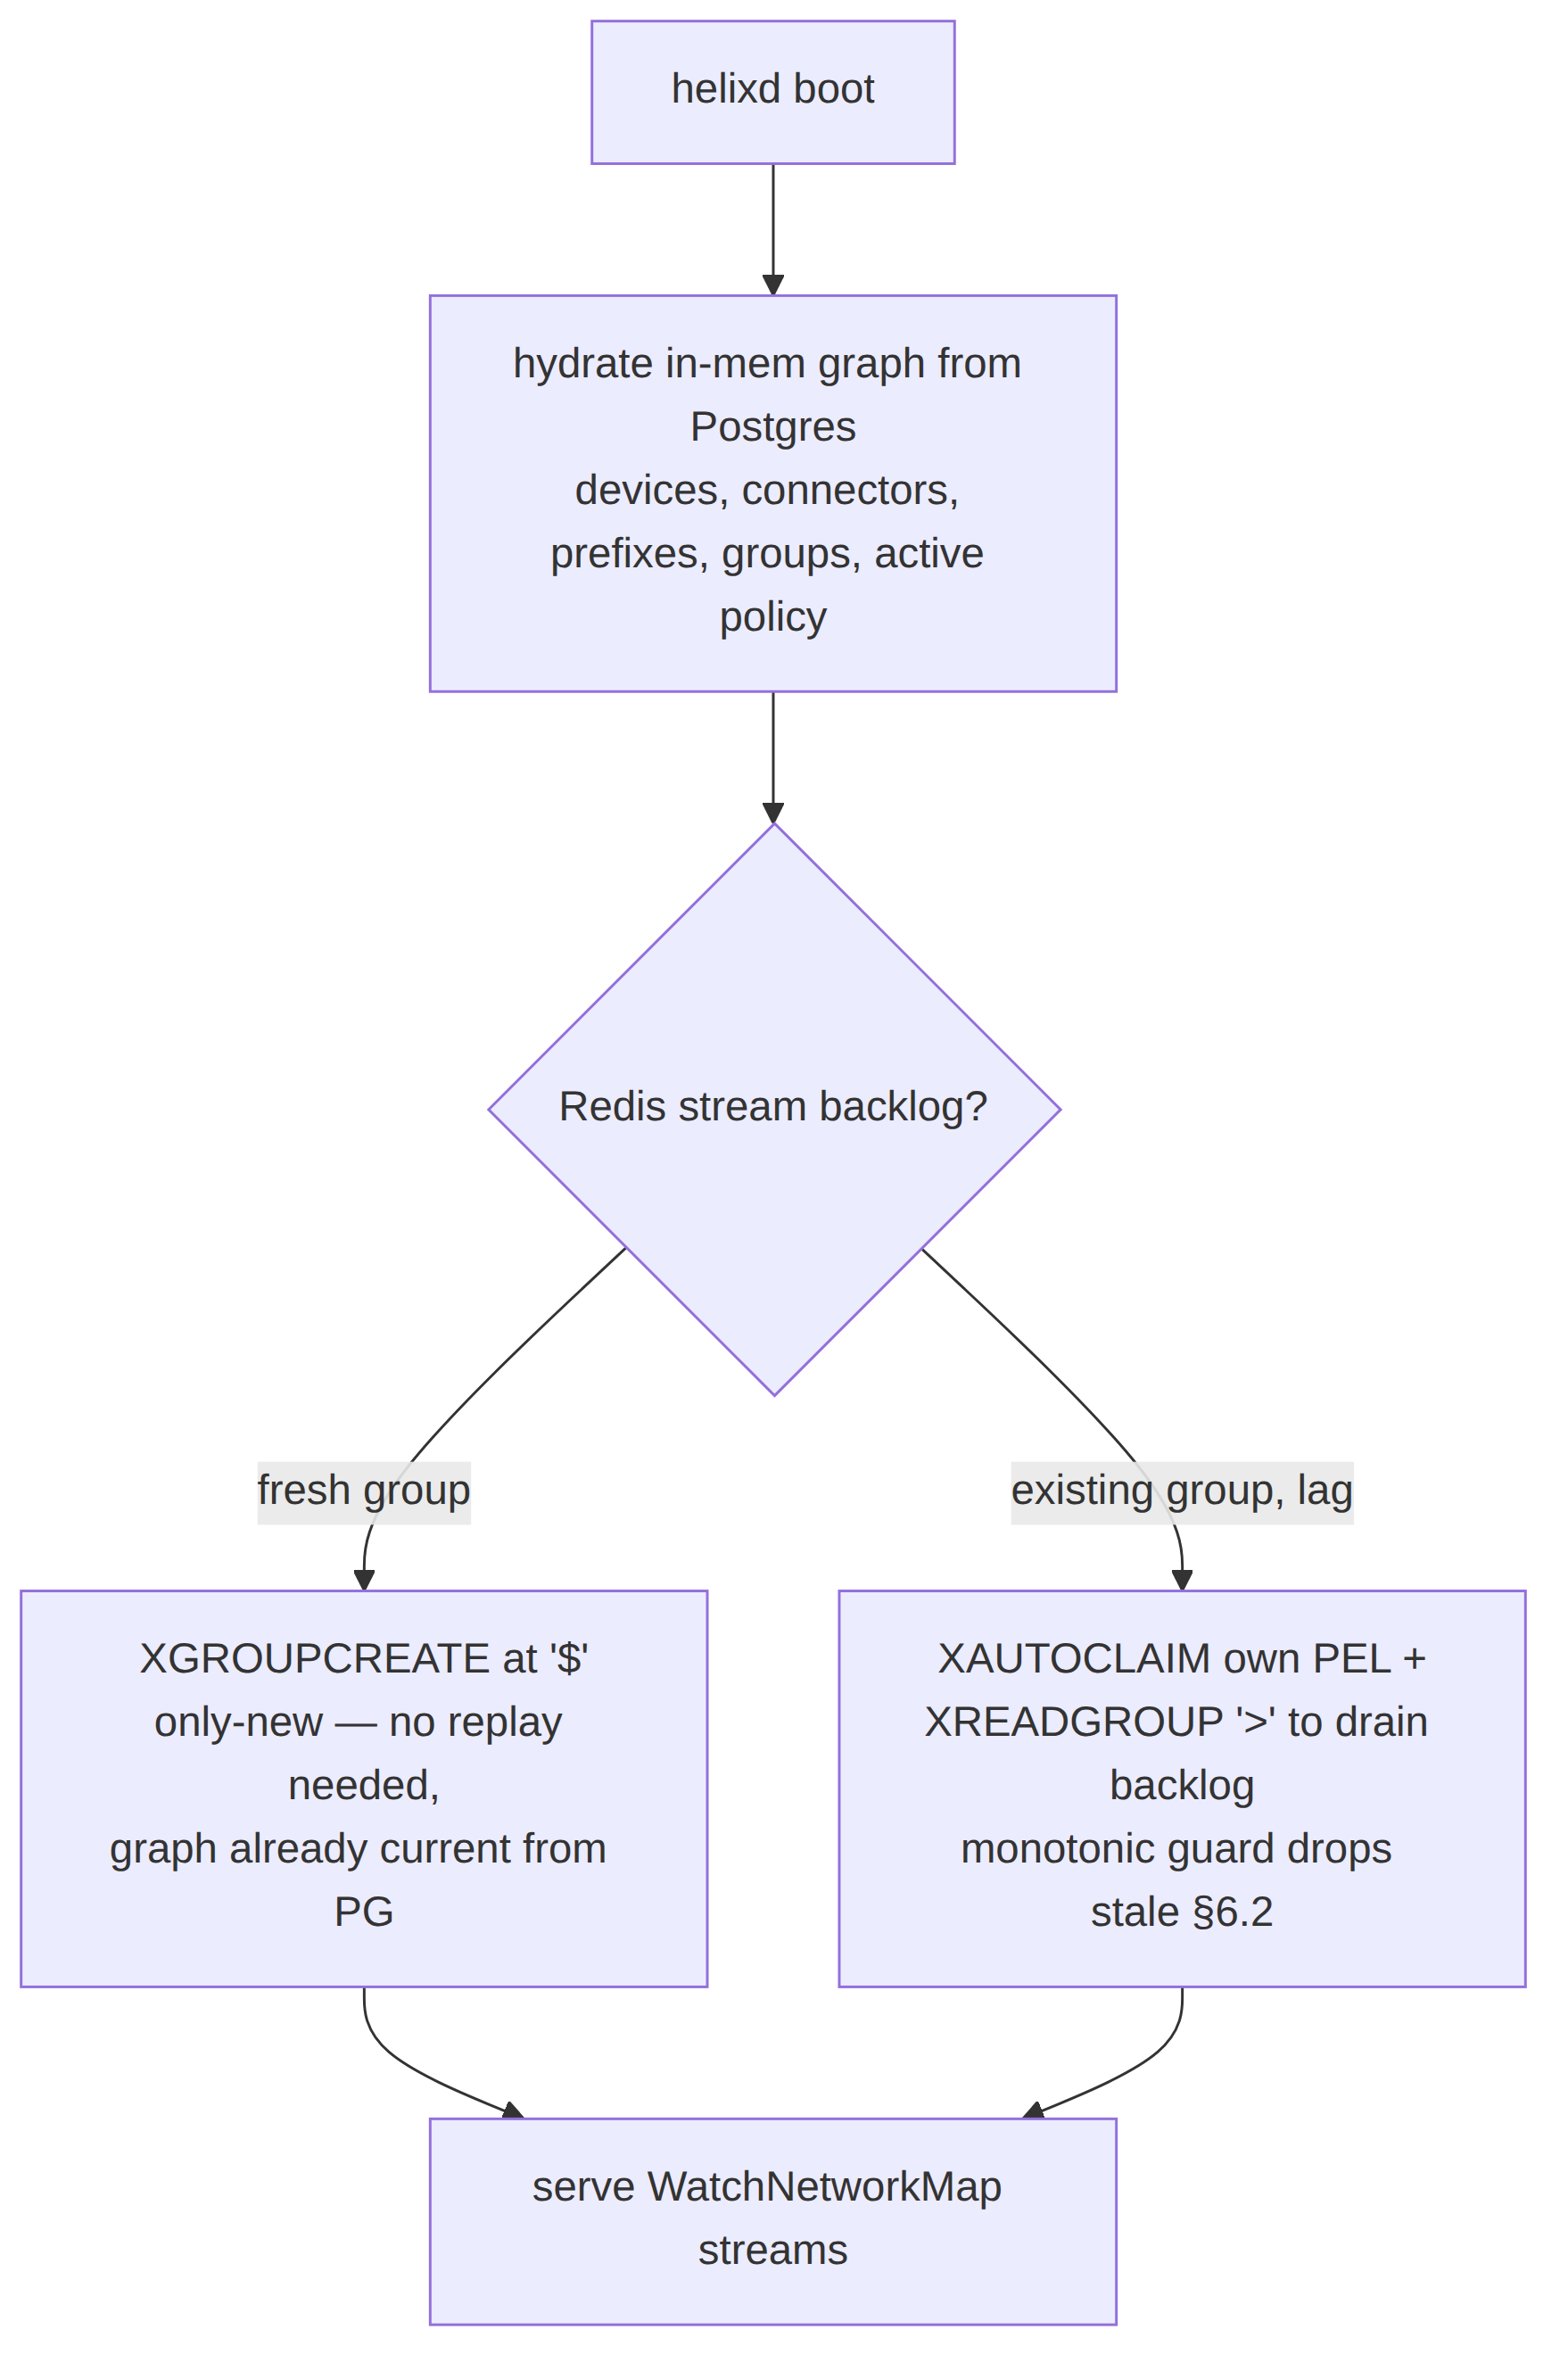 helixd boot
hydrate in-mem graph from
Postgres
devices, connectors,
prefixes, groups, active
policy
Redis stream backlog?
fresh group
existing group, lag
XGROUPCREATE at '$'
only-new — no replay
needed,
graph already current from
PG
XAUTOCLAIM own PEL +
XREADGROUP '>' to drain
backlog
monotonic guard drops
stale §6.2
serve WatchNetworkMap
streams